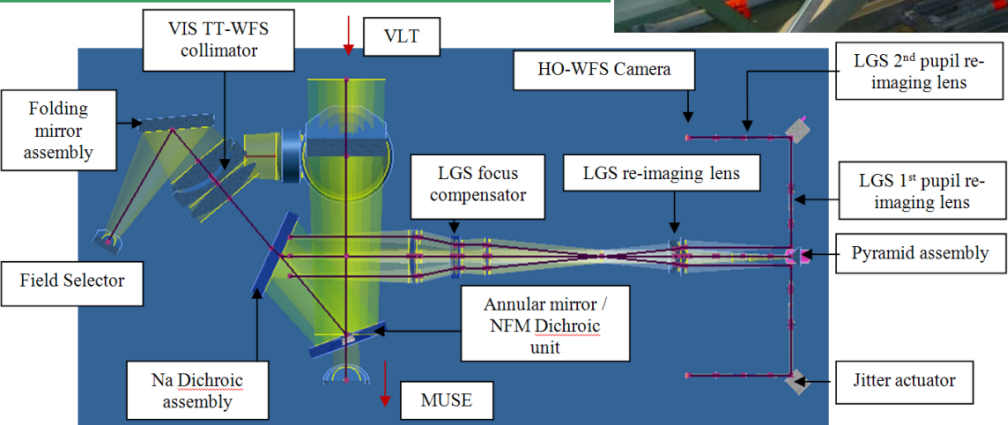 VIS TT-WFS
collimator
VLT
HO-WFS Camera
LGS 2nd pupil re-
imaging lens
Folding
mirror
assembly
LGS focus
compensator
LGS re-imaging lens
LGS 1st pupil re-
imaging lens
Pyramid assembly
Field Selector
Annular mirror /
NFM Dichroic
unit
Na Dichroic
assembly
MUSE
Jitter actuator